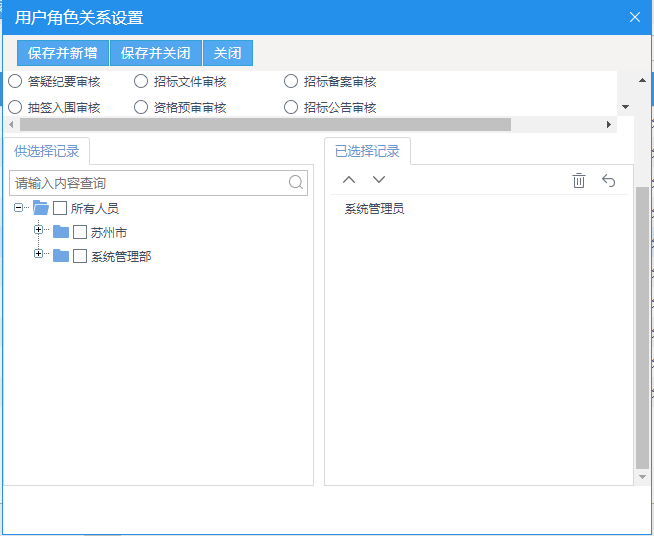 用户角色关系设置
保存并新增 保存并关闭 关闭
答疑纪要审核 招标文件审核 招标备案审核
抽签入围审核 资格预审审核 招标公告审核
供选择记录 已选择记录
请输入内容查询
所有人员 系统管理员
苏州市
系统管理部